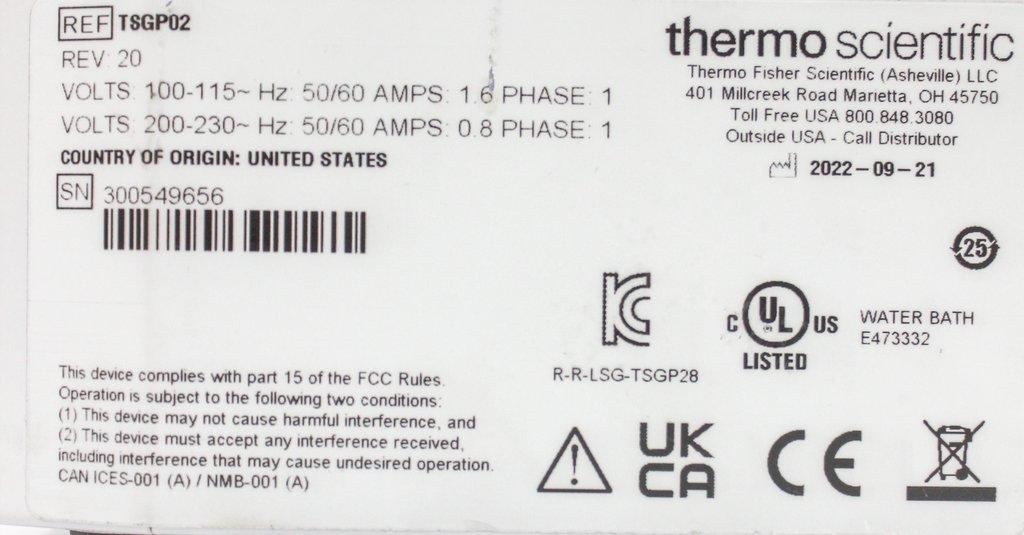 REF TSGP02
REV: 20
VOLTS: 100-115~ Hz: 50/60 AMPS: 1.6 PHASE: 1
VOLTS: 200-230~ Hz: 50/60 AMPS: 0.8 PHASE: 1
COUNTRY OF ORIGIN: UNITED STATES
SN 300549656
thermo scientific
Thermo Fisher Scientific (Asheville) LLC
401 Millcreek Road Marietta, OH 45750
Toll Free USA 800.848.3080
Outside USA - Call Distributor
2022-09-21
25
KC
R-R-LSG-TSGP28
C UL US
LISTED
WATER BATH
E473332
This device complies with part 15 of the FCC Rules.
Operation is subject to the following two conditions:
(1) This device may not cause harmful interference, and
(2) This device must accept any interference received,
including interference that may cause undesired operation.
CAN ICES-001 (A) / NMB-001 (A)
UK
CA
CE